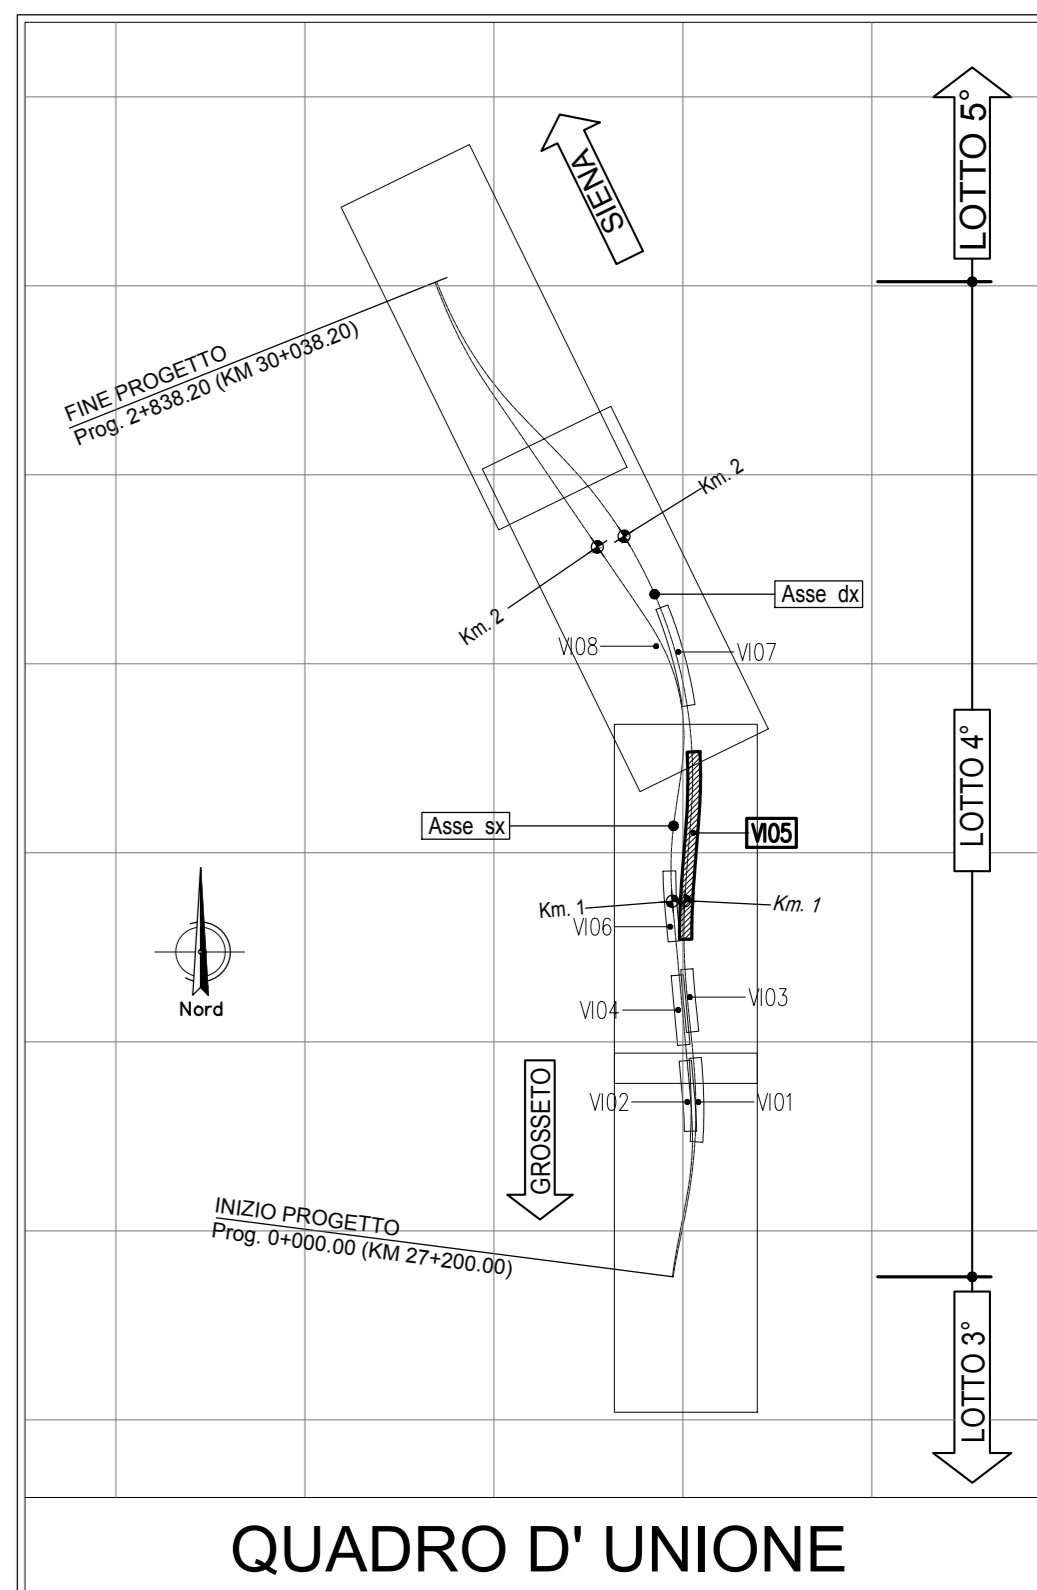 LOTTO 5°
SIENA
FINE PROGETTO
Prog. 2+838.20 (KM 30+038.20)
Km. 2
Km. 2
Asse dx
VI08
VI07
LOTTO 4°
Asse sx
VI05
Km. 1
Km. 1
VI06
Nord
VI03
VI04
GROSSETO
VI02
VI01
INIZIO PROGETTO
Prog. 0+000.00 (KM 27+200.00)
LOTTO 3°
QUADRO D' UNIONE